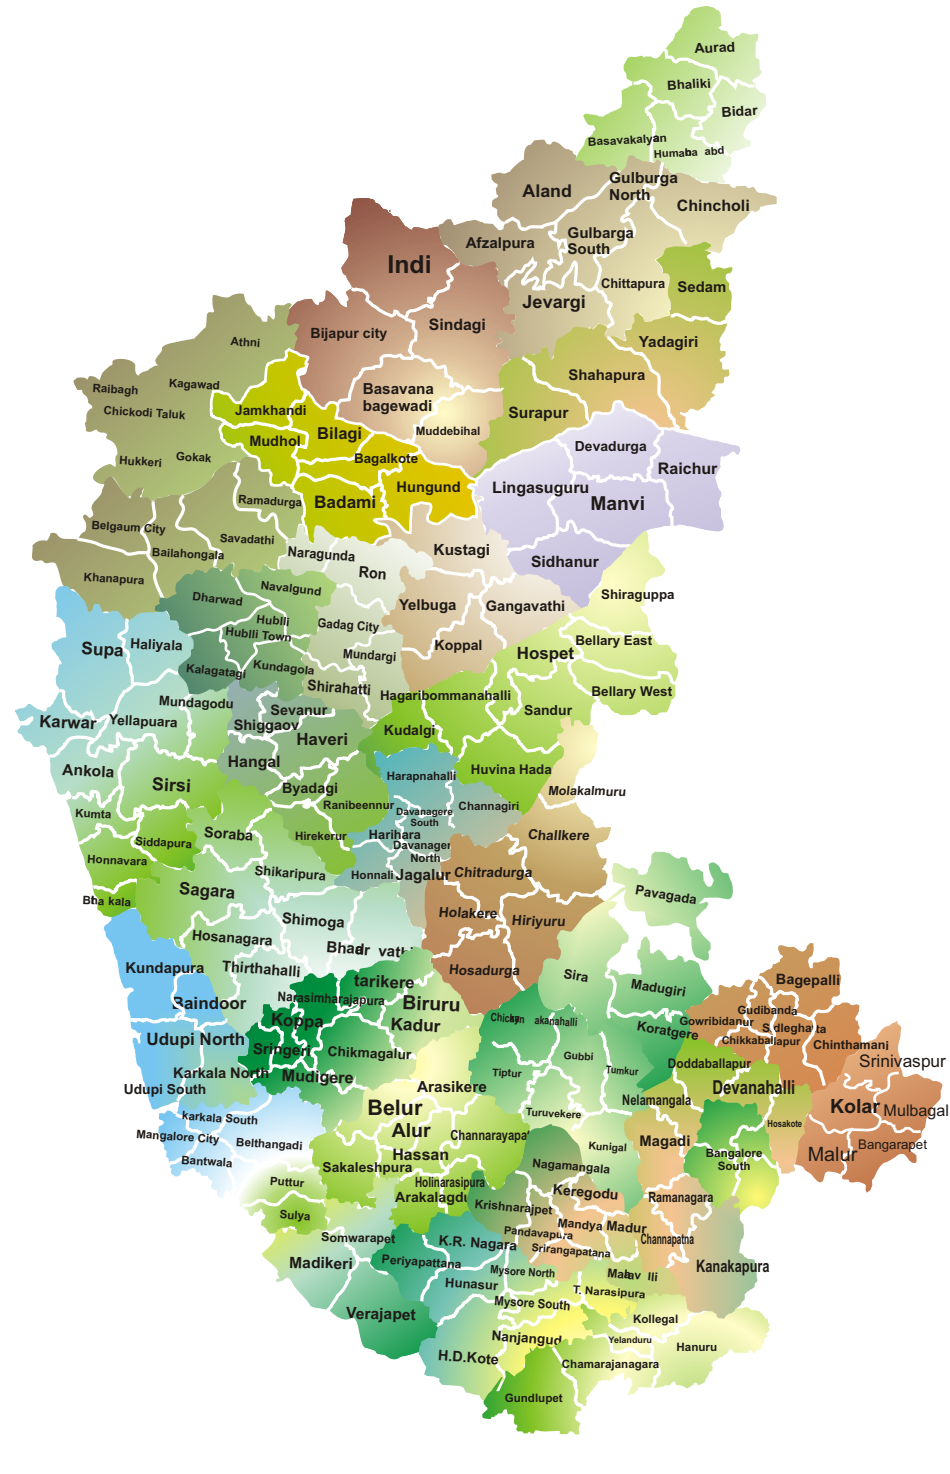 Aurad
Bhaliki
Bidar
Basavakalyan
Humaba abd
Gulburga
North
Aland
Chincholi
Gulbarga
South
Afzalpura
Indi
Chittapura
Sedam
Jevargi
Sindagi
Bijapur city
Athni
Yadagiri
Shahapura
Kagawad
Raibagh
Basavana
bagewadi
Chickodi Taluk
Jamkhandi
Surapur
Mudhol
Bilagi
Muddebihal
Devadurga
Raichur
Hukkeri
Gokak
Bagalkote
Lingasuguru
Hungund
Ramadurga
Badami
Manvi
Belgaum City
Savadathi
Bailahongala
Naragunda
Kustagi
Sidhanur
Ron
Khanapura
Navalgund
Shiraguppa
Dharwad
Yelbuga
Gangavathi
Hublli
Gadag City
Hublli Town
Bellary East
Supa
Haliyala
Koppal
Hospet
Mundargi
Kalagatagi
Kundagola
Shirahatti
Hagaribommanahalli
Bellary West
Mundagodu
Sevanur
Sandur
Karwar
Yellapuara
Shiggaov
Kudalgi
Haveri
Hangal
Ankola
Harapnahalli
Huvina Hada
Sirsi
Byadagi
Molakalmuru
Ranibeennur
Channagiri
Kumta
Davanagere
South
Siddapura
Soraba
Hirekerur
Harihara
Challkere
Davanager
North
Honnavara
Shikaripura
Honnali
Jagalur
Chitradurga
Sagara
Pavagada
Bha kala
Shimoga
Holakere
Hiriyuru
Hosanagara
Bhadr vathi
Kundapura
Thirthahalli
Hosadurga
Sira
tarikere
Madugiri
Bagepalli
Baindoor
Narasimharajapura
Biruru
Gudibanda
Koppa
Kadur
Gowribidanur
Chickkan akanahalli
Koratgere
Sidleghatta
Udupi North
Chikkaballapur
Chinthamani
Sringeri
Chikmagalur
Gubbi
Doddaballapur
Srinivaspur
Karkala North
Mudigere
Tiptur
Tumkur
Udupi South
Arasikere
Devanahalli
Nelamangala
Belur
Kolar
Mulbagal
karkala South
Turuvekere
Hosakote
Mangalore City
Belthangadi
Alur
Channarayapat
Kunigal
Magadi
Bangarapet
Bantwala
Hassan
Bangalore
South
Malur
Sakaleshpura
Nagamangala
Puttur
Holinarasipura
Keregodu
Arakalagdu
Ramanagara
Krishnarajpet
Sulya
Mandya
Madur
Somwarapet
Pandavapura
Channapatna
K.R. Nagara
Srirangapatana
Madikeri
Periyapattana
Kanakapura
Mysore North
Malav lli
Hunasur
T. Narasipura
Mysore South
Verajapet
Kollegal
Nanjangud
Yelanduru
Hanuru
H.D.Kote
Chamarajanagara
Gundlupet